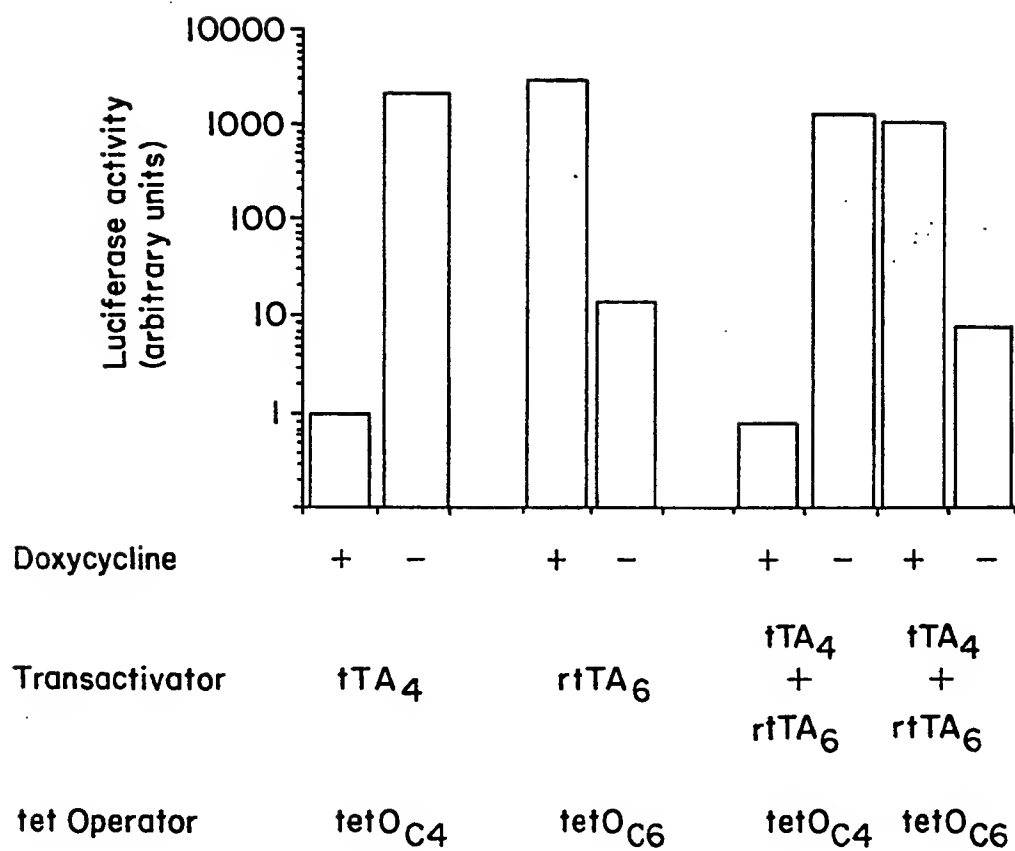 10000
1000
100
10
1
Luciferase activity
(arbitrary units)
Doxycycline + − + − + − + −
Transactivator tTA4 rtTA6 tTA4 + rtTA6 tTA4 + rtTA6
tet Operator tetOC4 tetOC6 tetOC4 tetOC6